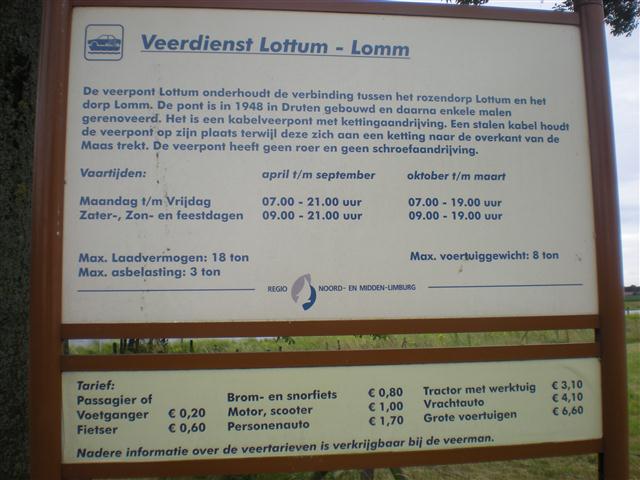 Veerdienst Lottum - Lomm
De veerpont Lottum onderhoudt de verbinding tussen het rozendorp Lottum en het
dorp Lomm. De pont is in 1948 in Druten gebouwd en daarna enkele malen
gerenoveerd. Het is een kabelveerpont met kettingaandrijving. Een stalen kabel houdt
de veerpont op zijn plaats terwijl deze zich aan een ketting naar de overkant van de
Maas trekt. De veerpont heeft geen roer en geen schroefaandrijving.
Vaartijden: april t/m september oktober t/m maart
Maandag t/m Vrijdag 07.00 - 21.00 uur 07.00 - 19.00 uur
Zater-, Zon- en feestdagen 09.00 - 21.00 uur 09.00 - 19.00 uur
Max. Laadvermogen: 18 ton Max. voertuiggewicht: 8 ton
Max. asbelasting: 3 ton
REGIO NOORD- EN MIDDEN-LIMBURG
Tarief:
Passagier of Brom- en snorfiets € 0,80 Tractor met werktuig € 3,10
Voetganger € 0,20 Motor, scooter € 1,00 Vrachtauto € 4,10
Fietser € 0,60 Personenauto € 1,70 Grote voertuigen € 6,60
Nadere informatie over de veertarieven is verkrijgbaar bij de veerman.